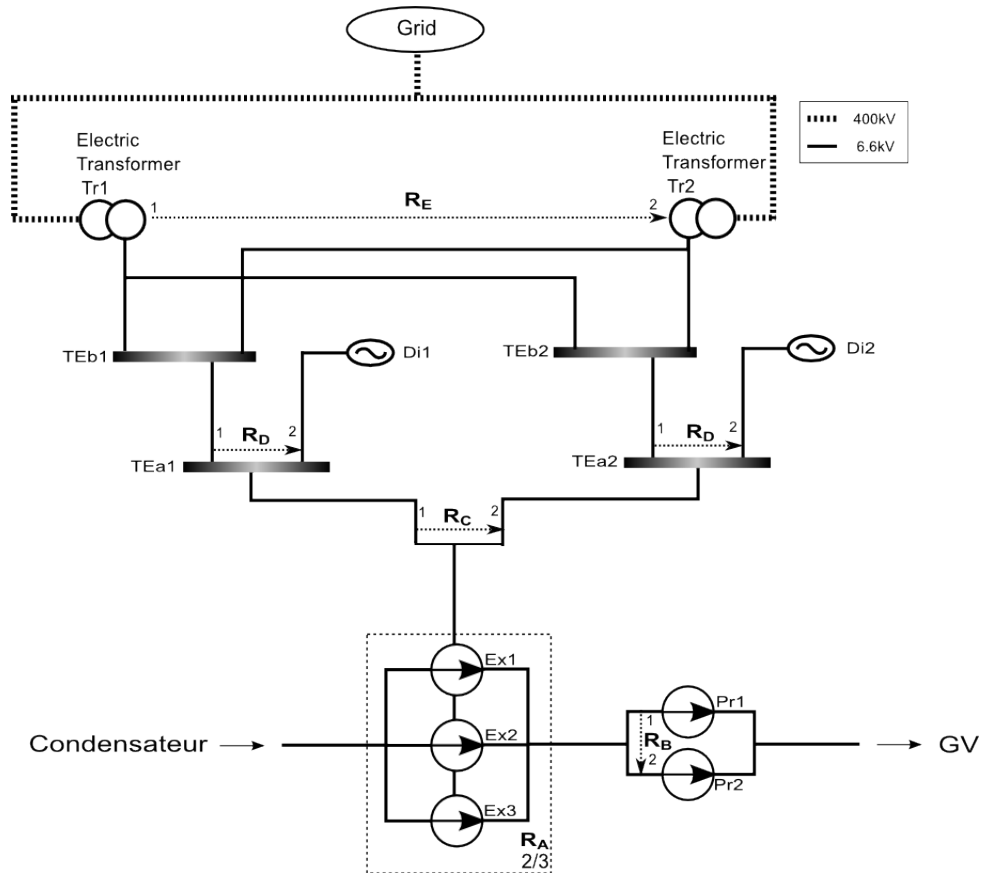 Grid
400kV
6.6kV
Electric
Transformer
Tr1
Electric
Transformer
Tr2
1
R_E
2
TEb1
Di1
TEb2
Di2
1
R_D
2
TEa1
1
R_D
2
TEa2
1
R_C
2
Ex1
Ex2
Ex3
R_A
2/3
Condensateur
Pr1
1
R_B
2
Pr2
GV